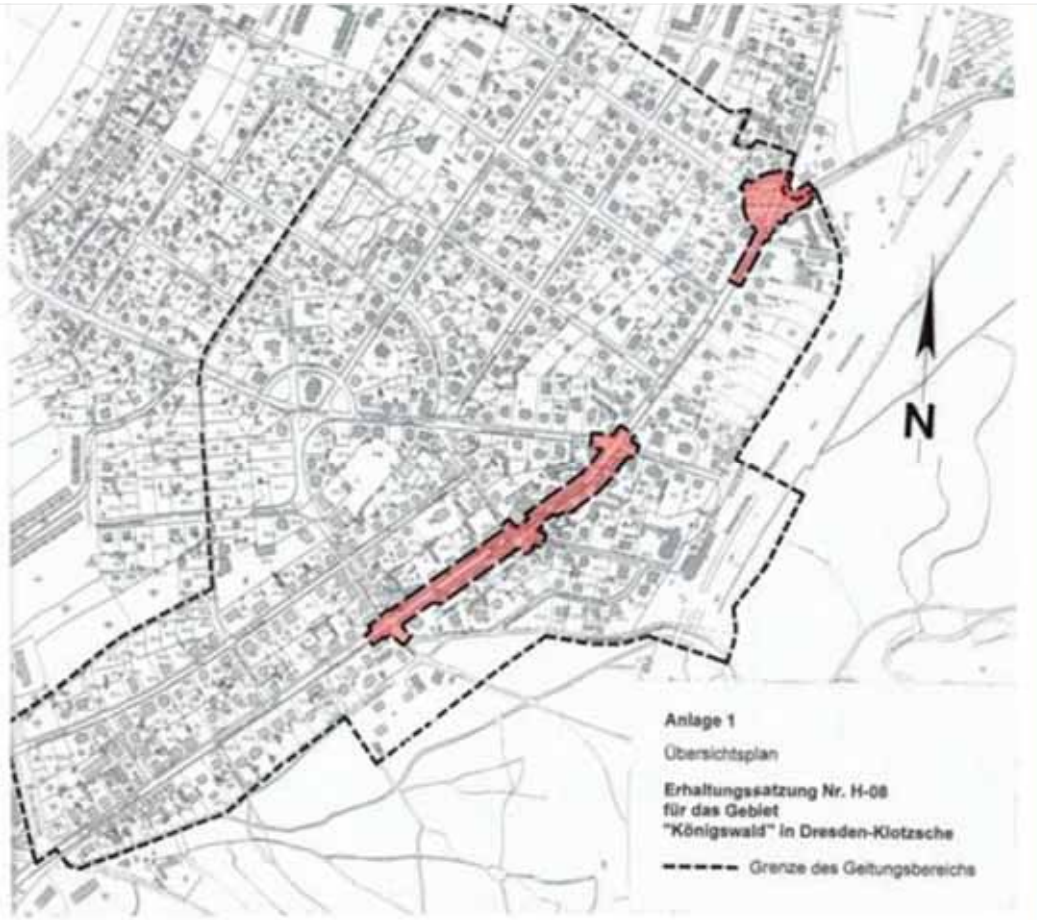 N
Anlage 1
Übersichtsplan
Erhaltungssatzung Nr. H-08
für das Gebiet
"Königswald" in Dresden-Klotzsche
Grenze des Geltungsbereichs